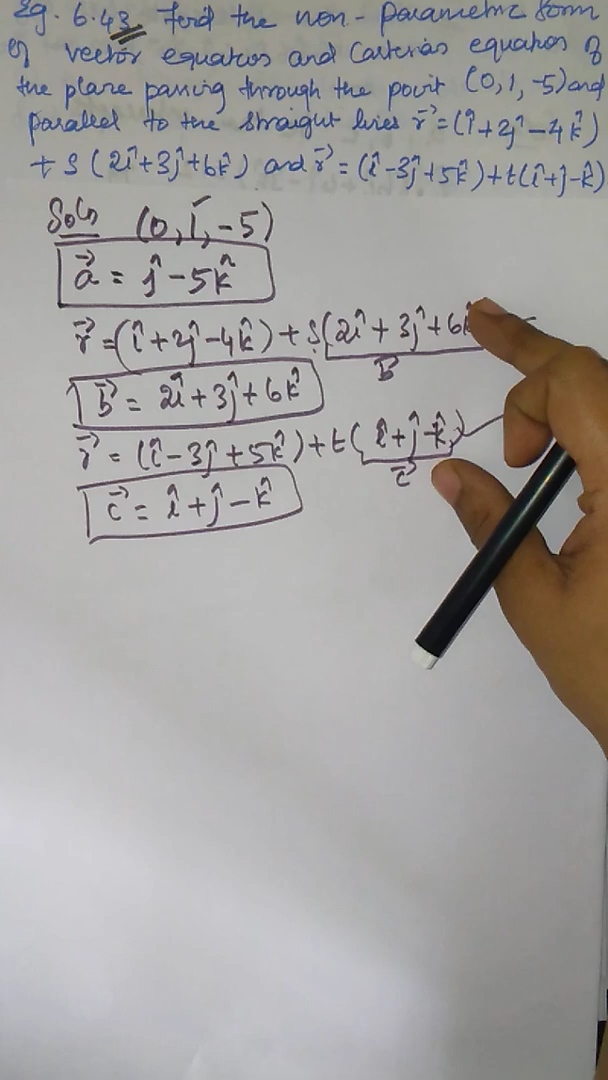 Eg. 6.43 Find the non-parametric form
of vector equation and Cartesian equation of
the plane passing through the point (0, 1, -5) and
parallel to the straight lines r⃗ = (î + 2ĵ - 4k̂)
+ s (2î + 3ĵ + 6k̂) and r⃗ = (î - 3ĵ + 5k̂) + t(î + ĵ - k̂)
Soln (0, 1, -5)
a⃗ = ĵ - 5k̂
r⃗ = (î + 2ĵ - 4k̂) + s(2î + 3ĵ + 6k̂
b⃗
b⃗ = 2î + 3ĵ + 6k̂
r⃗ = (î - 3ĵ + 5k̂) + t(î + ĵ - k̂)
c⃗
c⃗ = î + ĵ - k̂